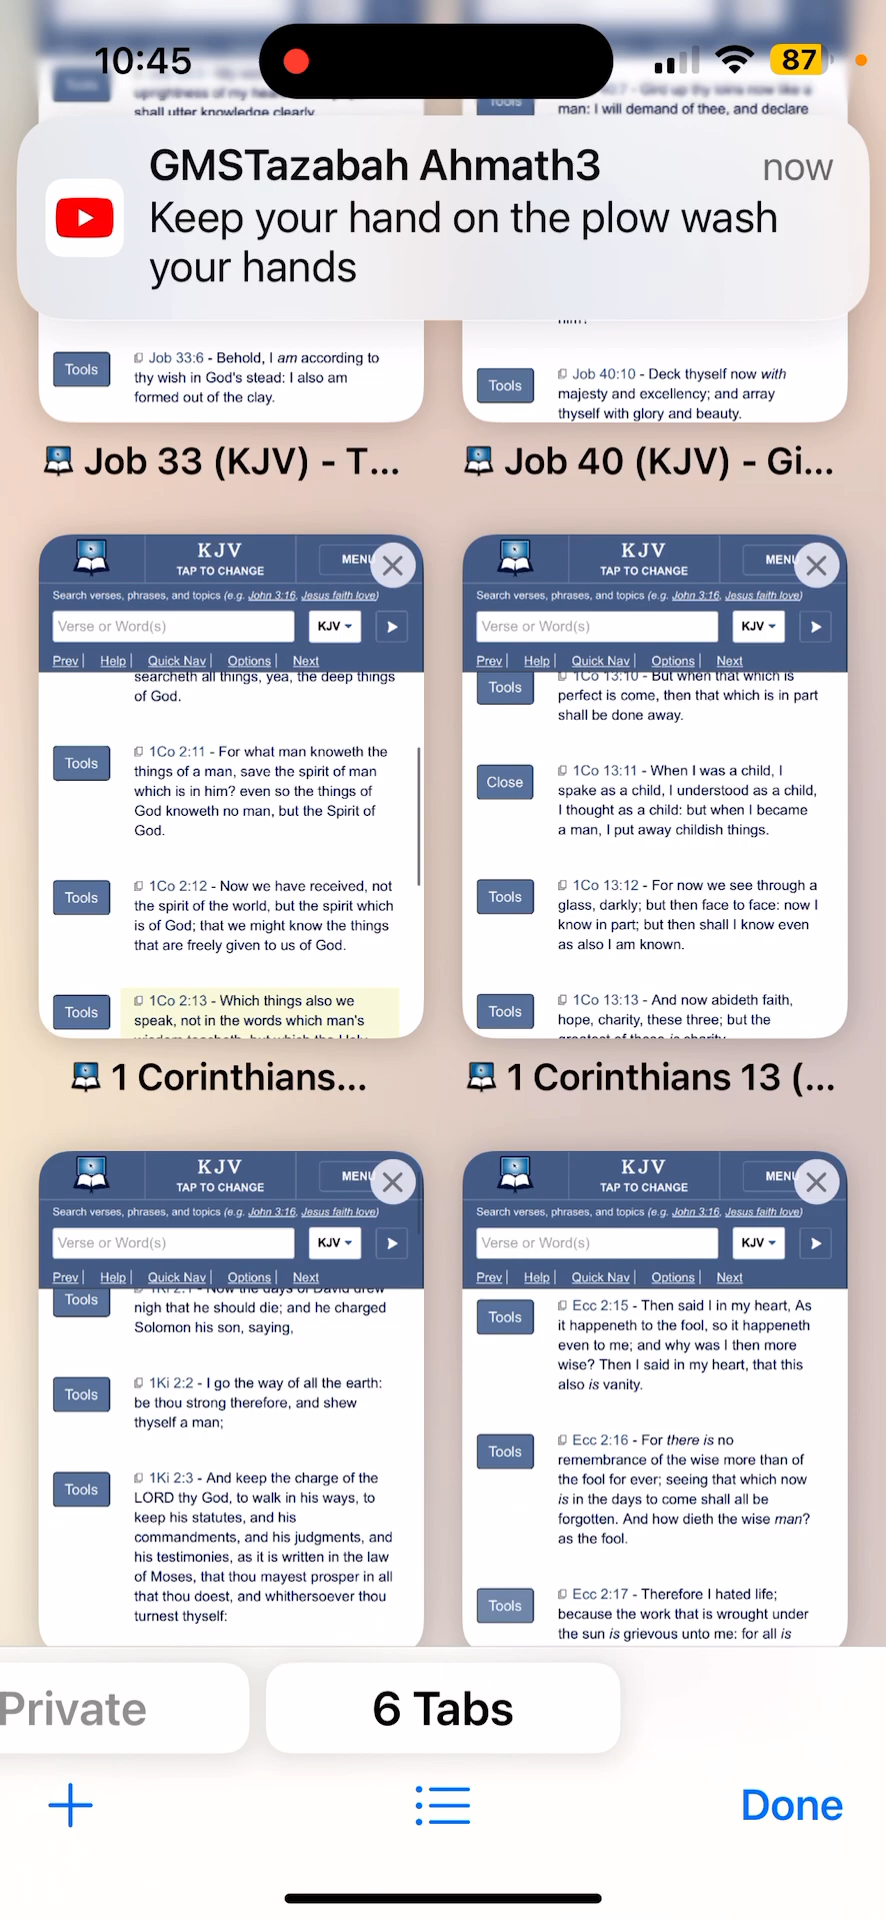 10:45
87
Tools
shall utter knowledge clearly.
Tools
man: I will demand of thee, and declare
GMSTazabah Ahmath3
now
Keep your hand on the plow wash
your hands
Tools
Job 33:6 - Behold, I am according to
thy wish in God's stead: I also am
formed out of the clay.
Tools
Job 40:10 - Deck thyself now with
majesty and excellency; and array
thyself with glory and beauty.
Job 33 (KJV) - T...
Job 40 (KJV) - Gi...
KJV
TAP TO CHANGE
MENU
Search verses, phrases, and topics (e.g. John 3:16, Jesus faith love)
Verse or Word(s)
KJV
Prev | Help | Quick Nav | Options | Next
searcheth all things, yea, the deep things
of God.
Tools
1Co 2:11 - For what man knoweth the
things of a man, save the spirit of man
which is in him? even so the things of
God knoweth no man, but the Spirit of
God.
Tools
1Co 2:12 - Now we have received, not
the spirit of the world, but the spirit which
is of God; that we might know the things
that are freely given to us of God.
Tools
1Co 2:13 - Which things also we
speak, not in the words which man's
KJV
TAP TO CHANGE
MENU
Search verses, phrases, and topics (e.g. John 3:16, Jesus faith love)
Verse or Word(s)
KJV
Prev | Help | Quick Nav | Options | Next
Tools
1Co 13:10 - But when that which is
perfect is come, then that which is in part
shall be done away.
Close
1Co 13:11 - When I was a child, I
spake as a child, I understood as a child,
I thought as a child: but when I became
a man, I put away childish things.
Tools
1Co 13:12 - For now we see through a
glass, darkly; but then face to face: now I
know in part; but then shall I know even
as also I am known.
Tools
1Co 13:13 - And now abideth faith,
hope, charity, these three; but the
1 Corinthians...
1 Corinthians 13 (...
KJV
TAP TO CHANGE
MENU
Search verses, phrases, and topics (e.g. John 3:16, Jesus faith love)
Verse or Word(s)
KJV
Prev | Help | Quick Nav | Options | Next
Tools
1Ki 2:1 - Now the days of David drew
nigh that he should die; and he charged
Solomon his son, saying,
Tools
1Ki 2:2 - I go the way of all the earth:
be thou strong therefore, and shew
thyself a man;
Tools
1Ki 2:3 - And keep the charge of the
LORD thy God, to walk in his ways, to
keep his statutes, and his
commandments, and his judgments, and
his testimonies, as it is written in the law
of Moses, that thou mayest prosper in all
that thou doest, and whithersoever thou
turnest thyself:
KJV
TAP TO CHANGE
MENU
Search verses, phrases, and topics (e.g. John 3:16, Jesus faith love)
Verse or Word(s)
KJV
Prev | Help | Quick Nav | Options | Next
Tools
Ecc 2:15 - Then said I in my heart, As
it happeneth to the fool, so it happeneth
even to me; and why was I then more
wise? Then I said in my heart, that this
also is vanity.
Tools
Ecc 2:16 - For there is no
remembrance of the wise more than of
the fool for ever; seeing that which now
is in the days to come shall all be
forgotten. And how dieth the wise man?
as the fool.
Tools
Ecc 2:17 - Therefore I hated life;
because the work that is wrought under
the sun is grievous unto me: for all is
Private
6 Tabs
Done